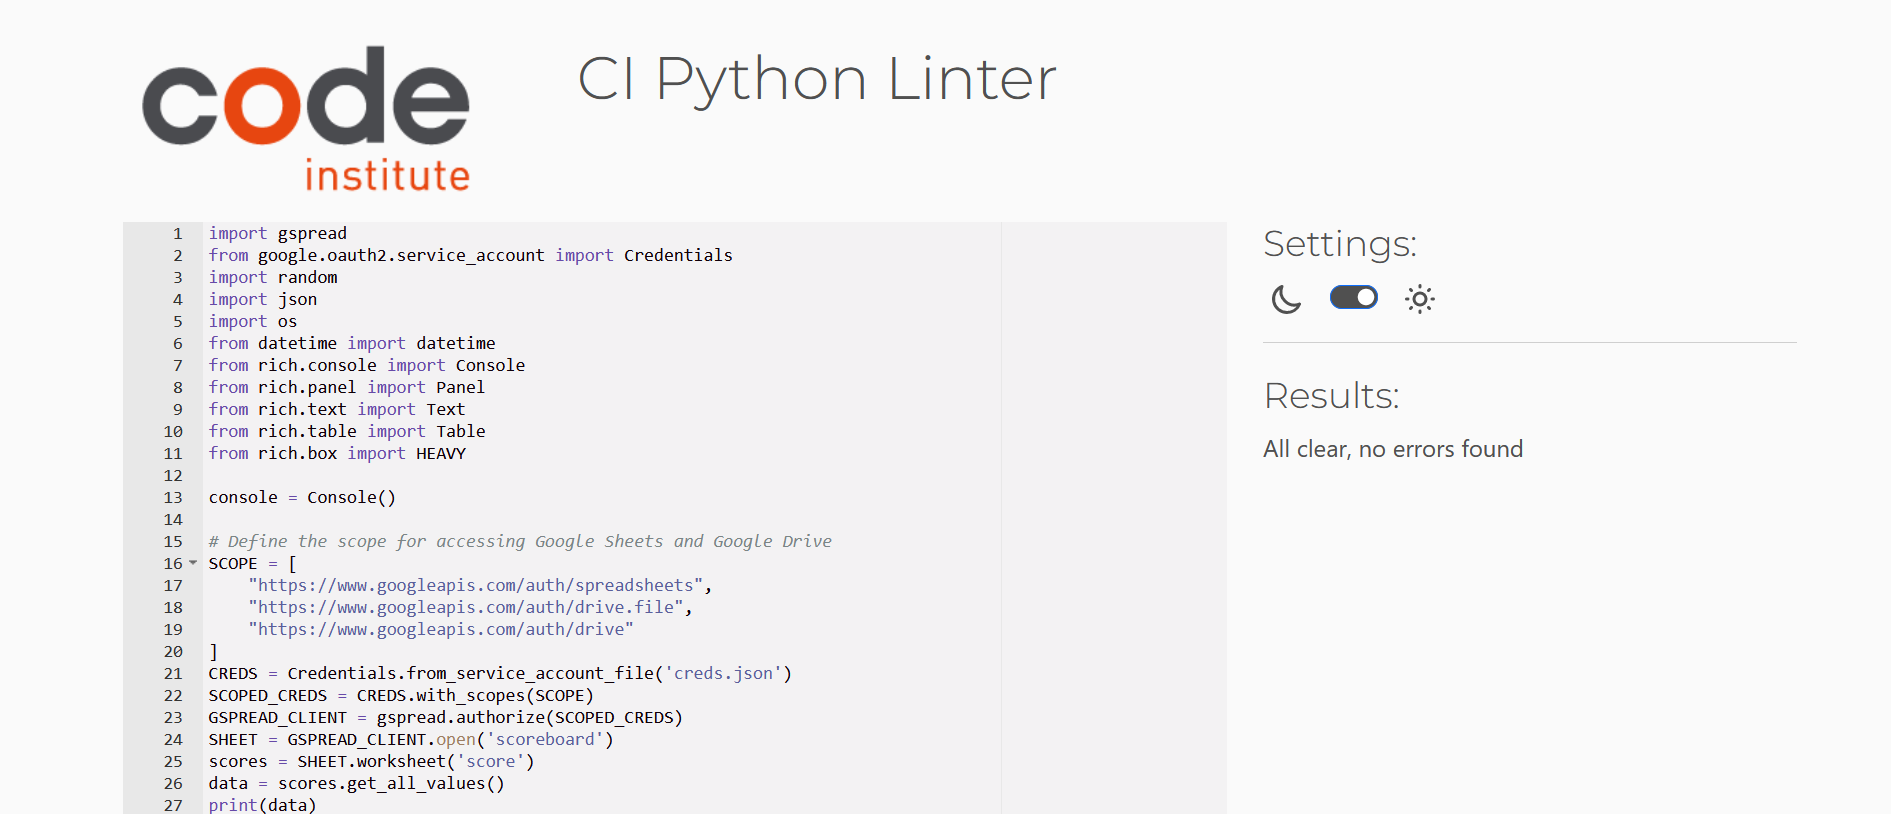 code
institute
CI Python Linter
1 import gspread
2 from google.oauth2.service_account import Credentials
3 import random
4 import json
5 import os
6 from datetime import datetime
7 from rich.console import Console
8 from rich.panel import Panel
9 from rich.text import Text
10 from rich.table import Table
11 from rich.box import HEAVY
12
13 console = Console()
14
15 # Define the scope for accessing Google Sheets and Google Drive
16 SCOPE = [
17     "https://www.googleapis.com/auth/spreadsheets",
18     "https://www.googleapis.com/auth/drive.file",
19     "https://www.googleapis.com/auth/drive"
20 ]
21 CREDS = Credentials.from_service_account_file('creds.json')
22 SCOPED_CREDS = CREDS.with_scopes(SCOPE)
23 GSPREAD_CLIENT = gspread.authorize(SCOPED_CREDS)
24 SHEET = GSPREAD_CLIENT.open('scoreboard')
25 scores = SHEET.worksheet('score')
26 data = scores.get_all_values()
27 print(data)
Settings:
Results:
All clear, no errors found